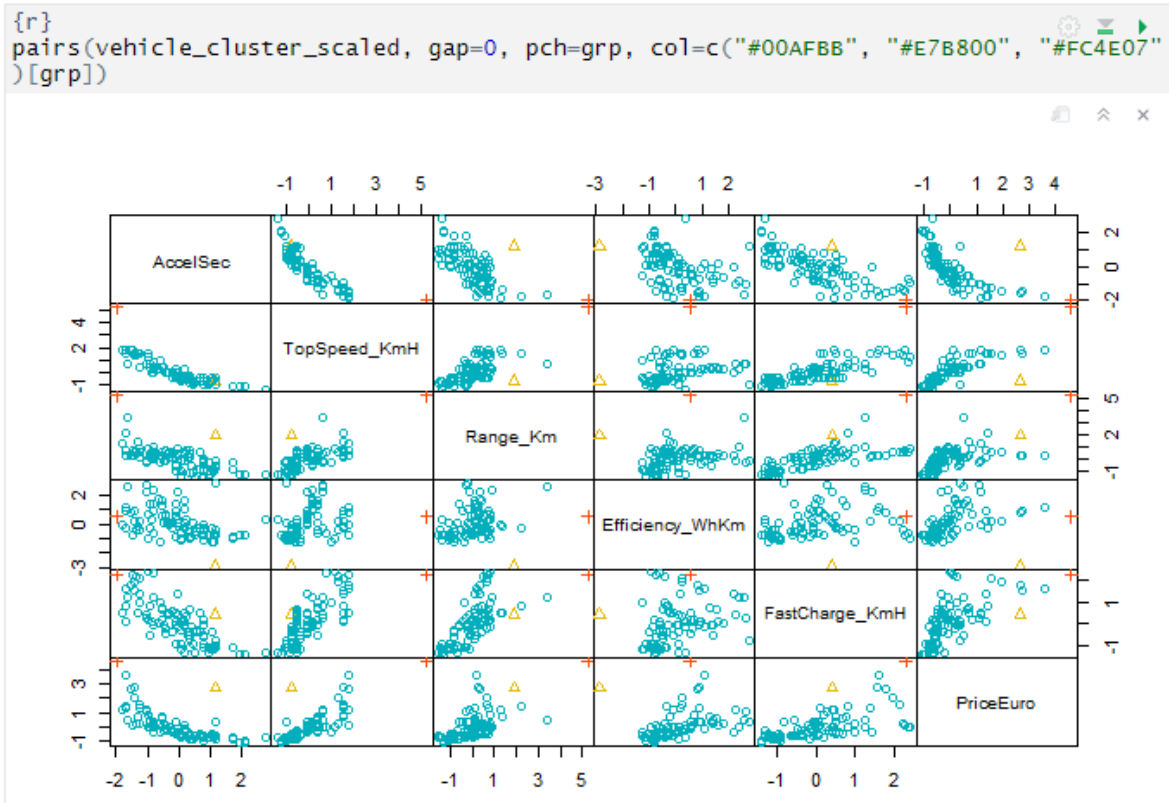 {r}
pairs(vehicle_cluster_scaled, gap=0, pch=grp, col=c("#00AFBB", "#E7B800", "#FC4E07"
)[grp])
-1 1 3 5 -3 -1 1 2 -1 1 2 3 4
AccelSec
2
0
-2
4
2
-1
TopSpeed_KmH
Range_Km
5
2
-1
2
0
-3
Efficiency_WhKm
FastCharge_KmH
1
-1
3
1
-1
PriceEuro
-2 -1 0 1 2 -1 1 3 5 -1 0 1 2